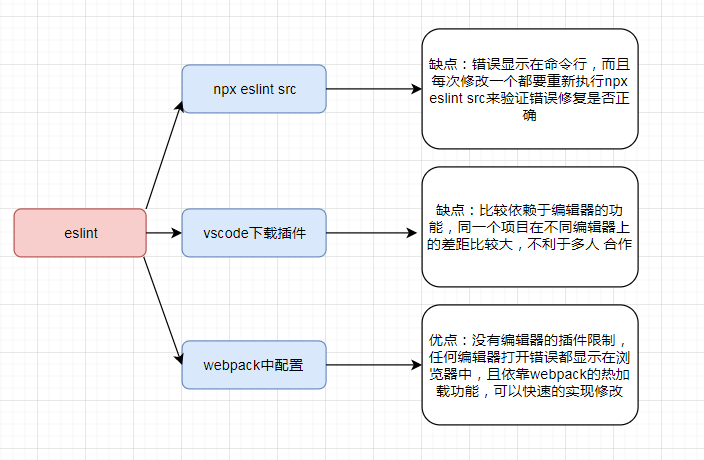 eslint
npx eslint src
缺点：错误显示在命令行，而且
每次修改一个都要重新执行npx
eslint src来验证错误修复是否正
确
vscode下载插件
缺点：比较依赖于编辑器的功
能，同一个项目在不同编辑器上
的差距比较大，不利于多人 合作
webpack中配置
优点：没有编辑器的插件限制，
任何编辑器打开错误都显示在浏
览器中，且依靠webpack的热加
载功能，可以快速的实现修改